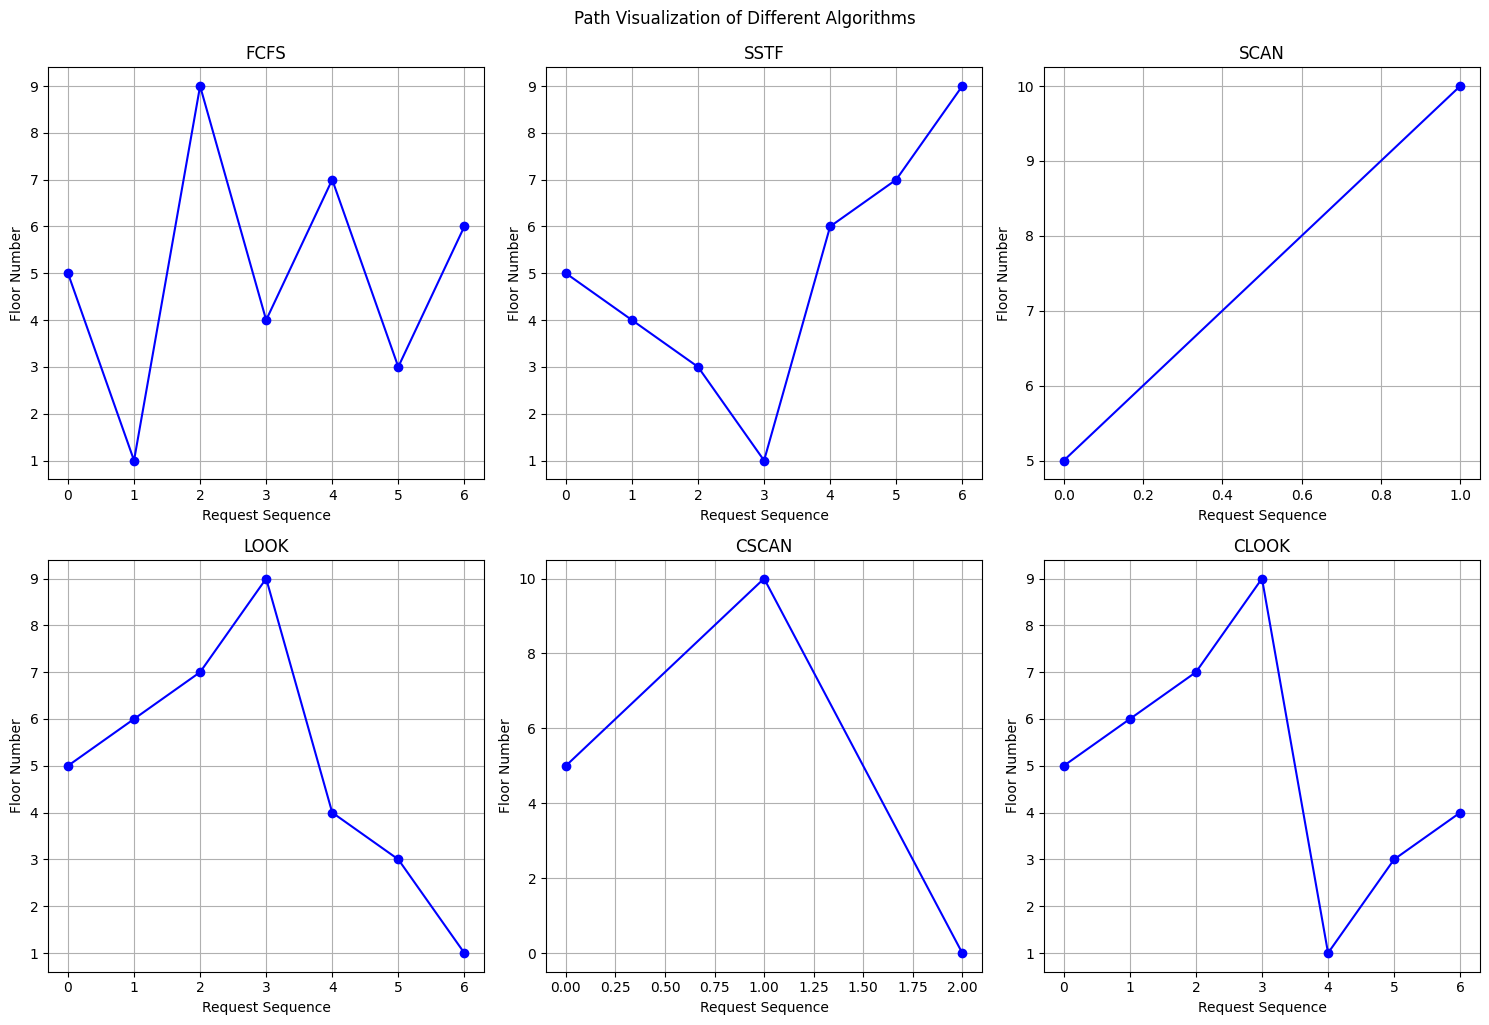 Path Visualization of Different Algorithms
FCFS
9
8
7
6
5
4
3
2
1
Floor Number
0 1 2 3 4 5 6
Request Sequence
SSTF
9
8
7
6
5
4
3
2
1
Floor Number
0 1 2 3 4 5 6
Request Sequence
SCAN
10
9
8
7
6
5
Floor Number
0.0 0.2 0.4 0.6 0.8 1.0
Request Sequence
LOOK
9
8
7
6
5
4
3
2
1
Floor Number
0 1 2 3 4 5 6
Request Sequence
CSCAN
10
8
6
4
2
0
Floor Number
0.00 0.25 0.50 0.75 1.00 1.25 1.50 1.75 2.00
Request Sequence
CLOOK
9
8
7
6
5
4
3
2
1
Floor Number
0 1 2 3 4 5 6
Request Sequence